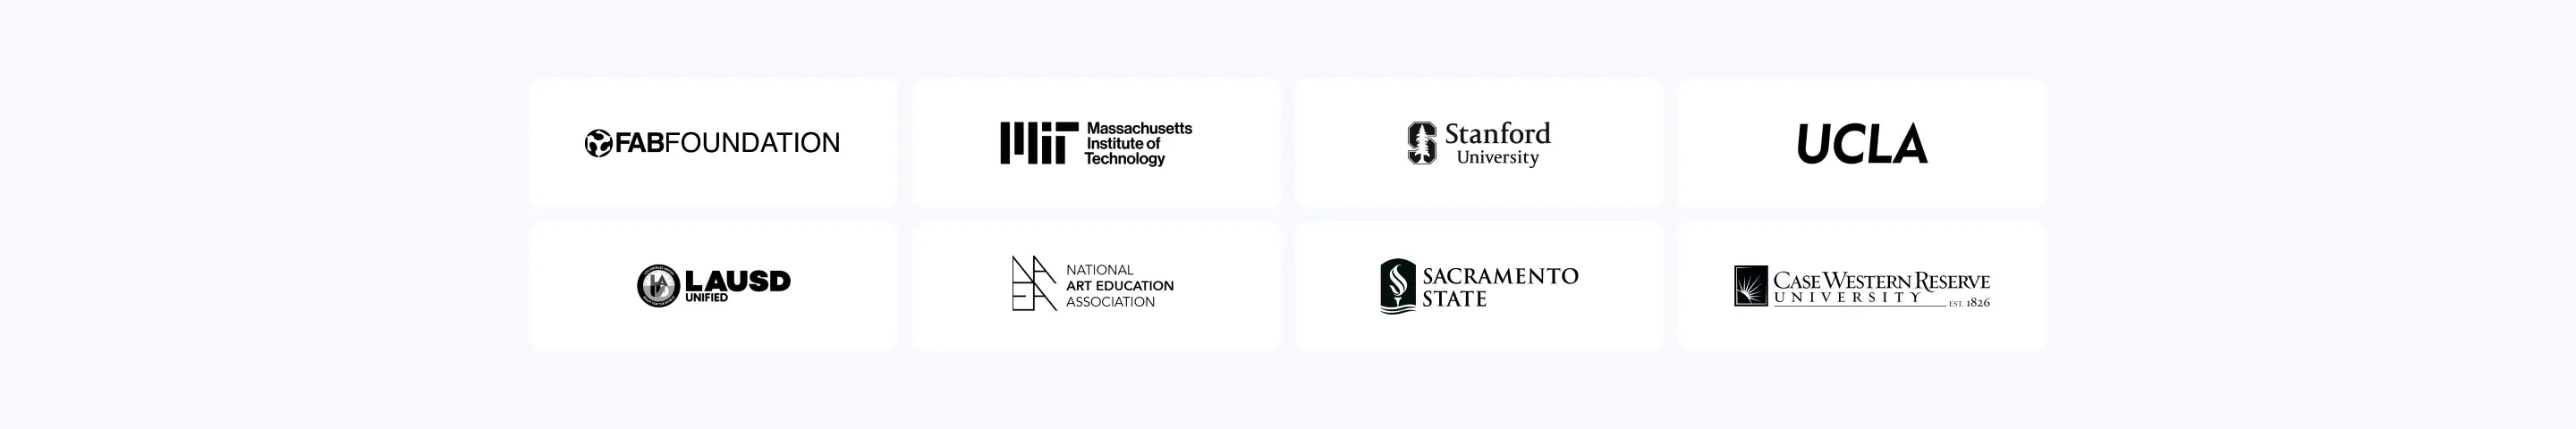 FABFOUNDATION
MIT Massachusetts
Institute of
Technology
Stanford
University
UCLA
LAUSD
UNIFIED
NATIONAL
ART EDUCATION
ASSOCIATION
SACRAMENTO
STATE
CASE WESTERN RESERVE
UNIVERSITY EST. 1826